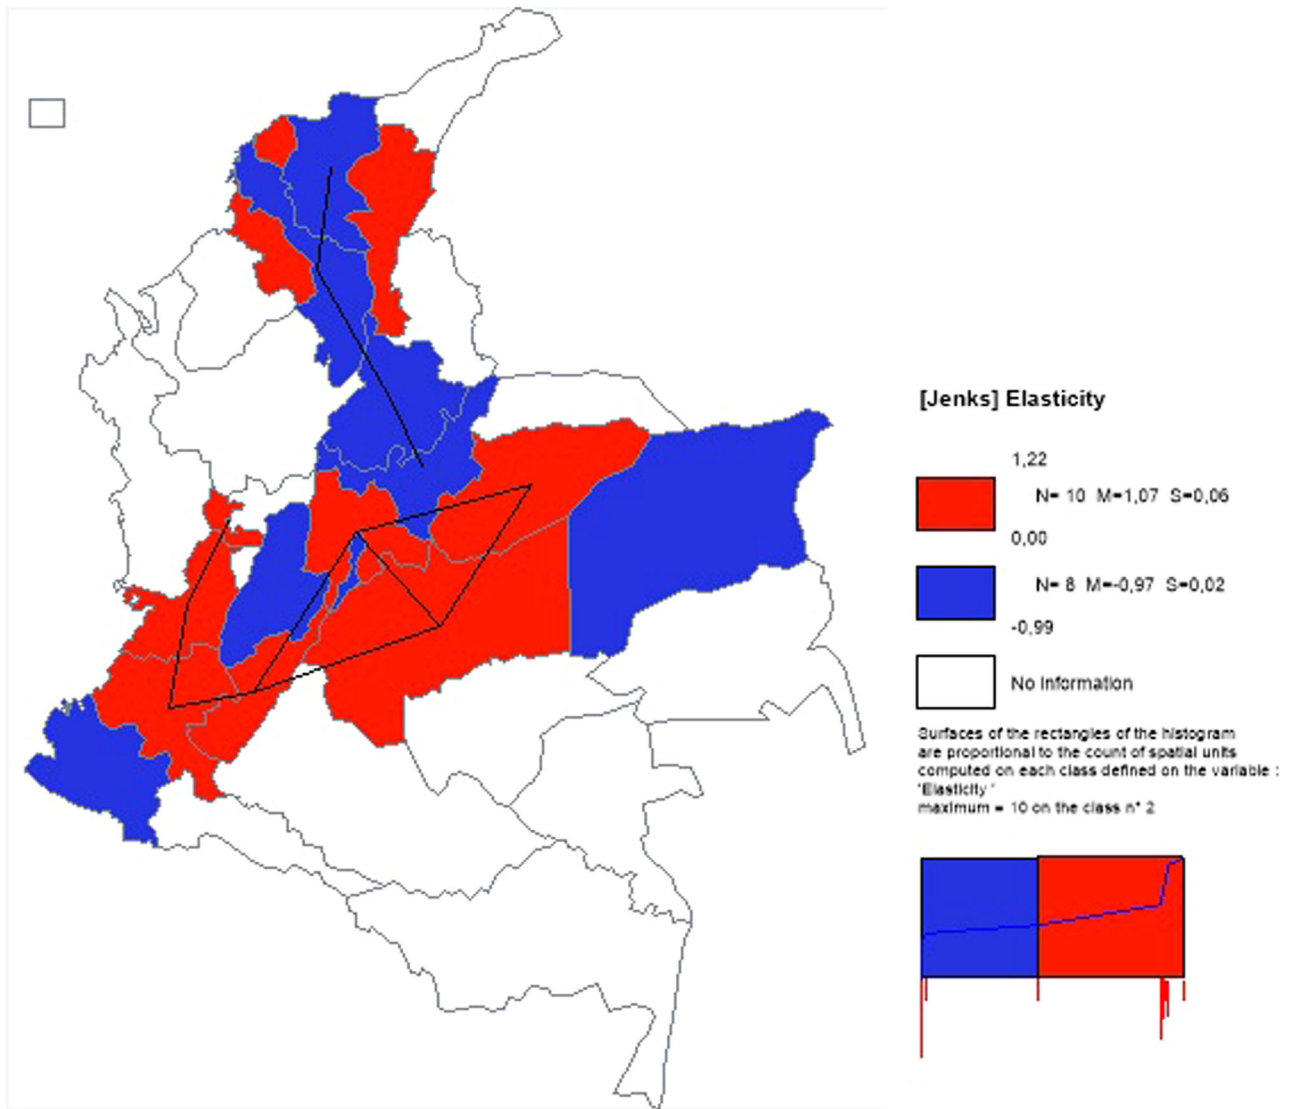 [Jenks] Elasticity
1,22
N= 10 M=1,07 S=0,06
0,00
N= 8 M=-0,97 S=0,02
-0,99
No Information
Surfaces of the rectangles of the histogram
are proportional to the count of spatial units
computed on each class defined on the variable :
'Elasticity '
maximum = 10 on the class n° 2